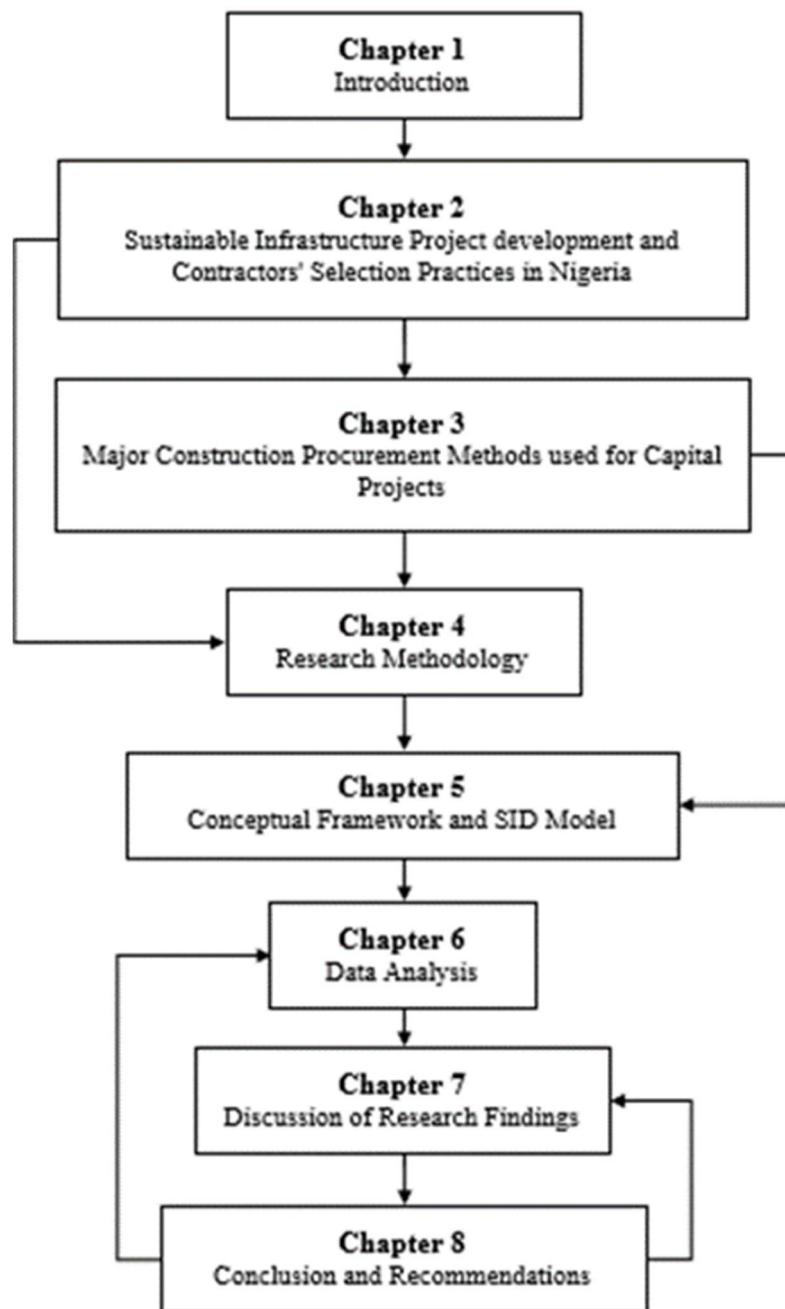 Chapter 1
Introduction
Chapter 2
Sustainable Infrastructure Project development and
Contractors' Selection Practices in Nigeria
Chapter 3
Major Construction Procurement Methods used for Capital
Projects
Chapter 4
Research Methodology
Chapter 5
Conceptual Framework and SID Model
Chapter 6
Data Analysis
Chapter 7
Discussion of Research Findings
Chapter 8
Conclusion and Recommendations